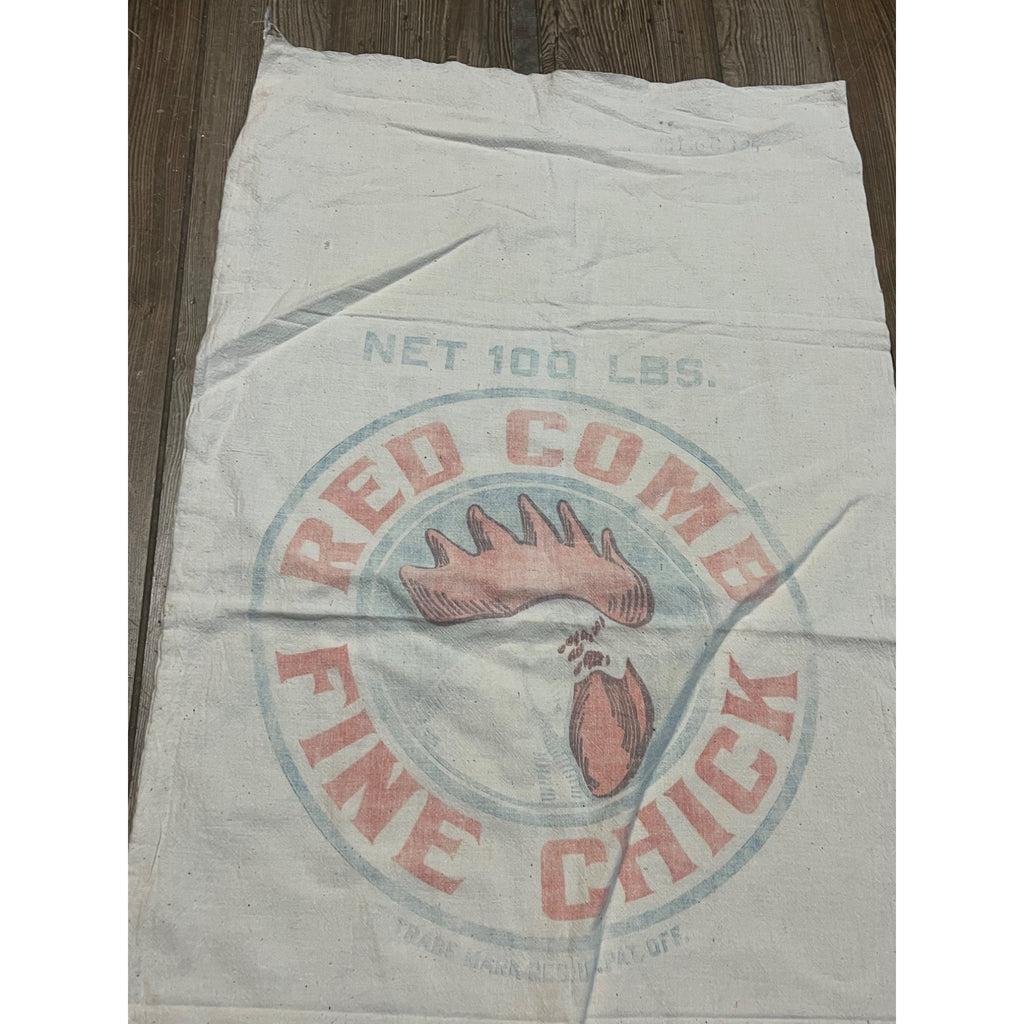 NET 100 LBS.
RED COMB
FINE CHICK
TRADE MARK REG. U.S. PAT. OFF.